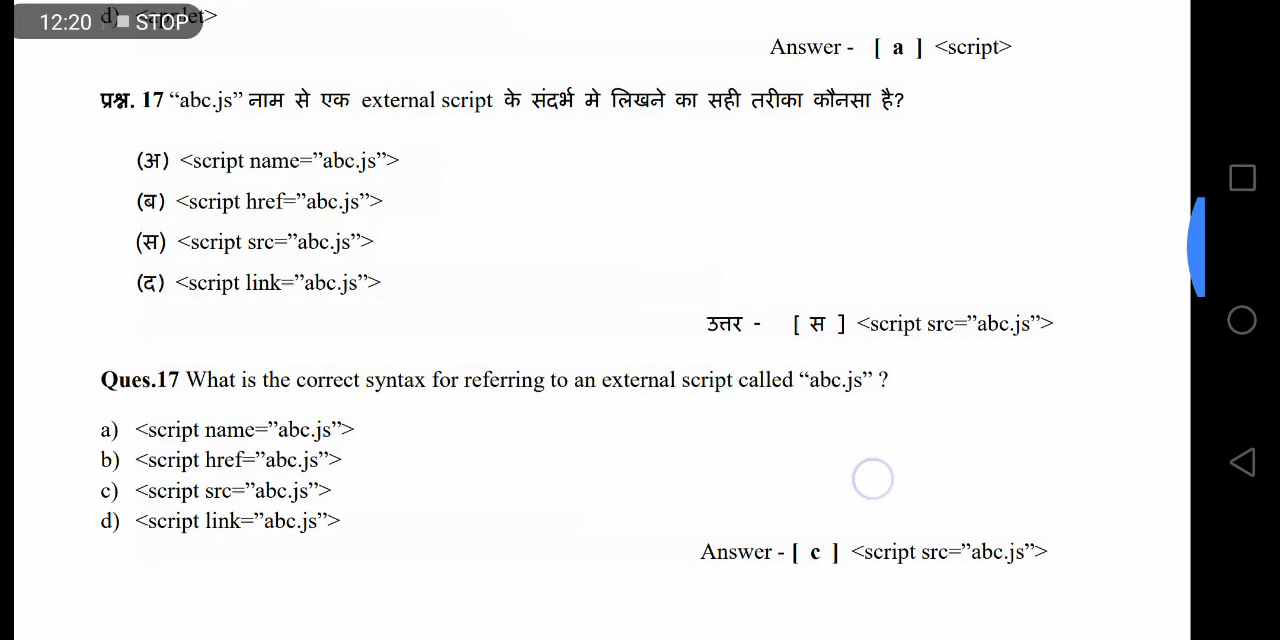 d) <applet>
12:20 STOP
Answer - [ a ] <script>
प्रश्न. 17 “abc.js” नाम से एक external script के संदर्भ मे लिखने का सही तरीका कौनसा है?
(अ) <script name=”abc.js”>
(ब) <script href=”abc.js”>
(स) <script src=”abc.js”>
(द) <script link=”abc.js”>
उत्तर - [ स ] <script src=”abc.js”>
Ques.17 What is the correct syntax for referring to an external script called “abc.js” ?
a) <script name=”abc.js”>
b) <script href=”abc.js”>
c) <script src=”abc.js”>
d) <script link=”abc.js”>
Answer - [ c ] <script src=”abc.js”>